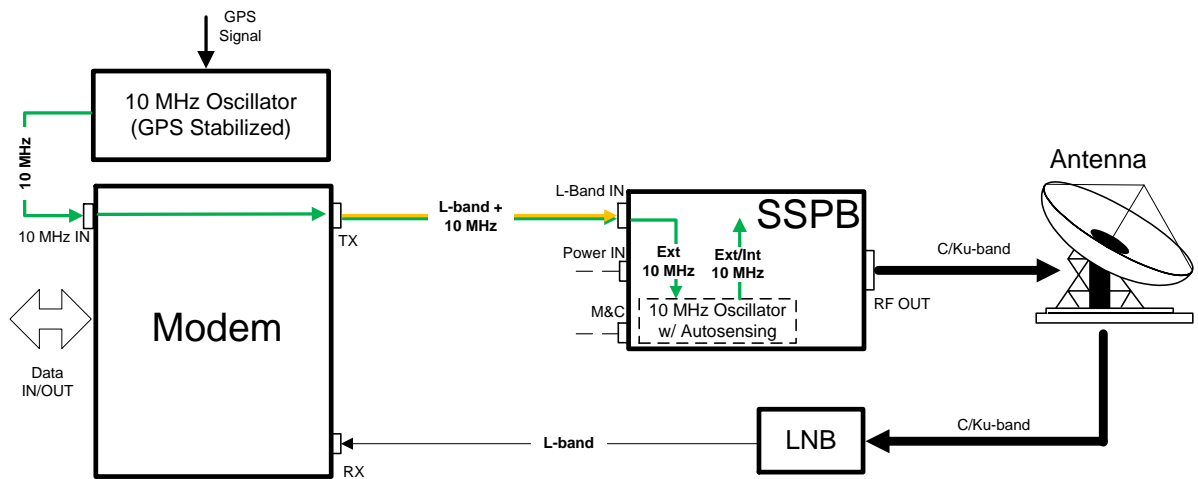 GPS
Signal
10 MHz Oscillator
(GPS Stabilized)
10 MHz
10 MHz IN
Modem
Data
IN/OUT
TX
RX
L-band +
10 MHz
L-Band IN
Power IN
M&C
SSPB
Ext
10 MHz
Ext/Int
10 MHz
10 MHz Oscillator
w/ Autosensing
RF OUT
C/Ku-band
Antenna
C/Ku-band
LNB
L-band